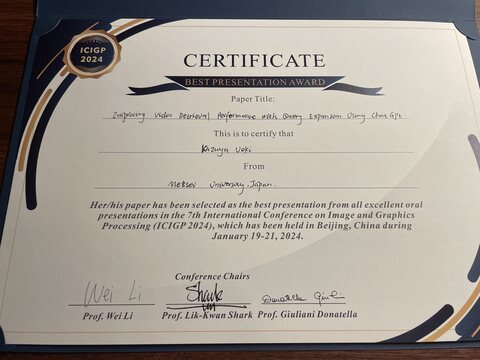 ICIGP
2024
CERTIFICATE
BEST PRESENTATION AWARD
Paper Title:
Improving Video Retrieval Performance with Query Expansion Using ChatGPT
This is to certify that
Kazuya Ueki
From
Meisei University, Japan.
Her/his paper has been selected as the best presentation from all excellent oral
presentations in the 7th International Conference on Image and Graphics
Processing (ICIGP 2024), which has been held in Beijing, China during
January 19-21, 2024.
Conference Chairs
Wei Li
Shark
Donatella
Prof. Wei Li Prof. Lik-Kwan Shark Prof. Giuliani Donatella